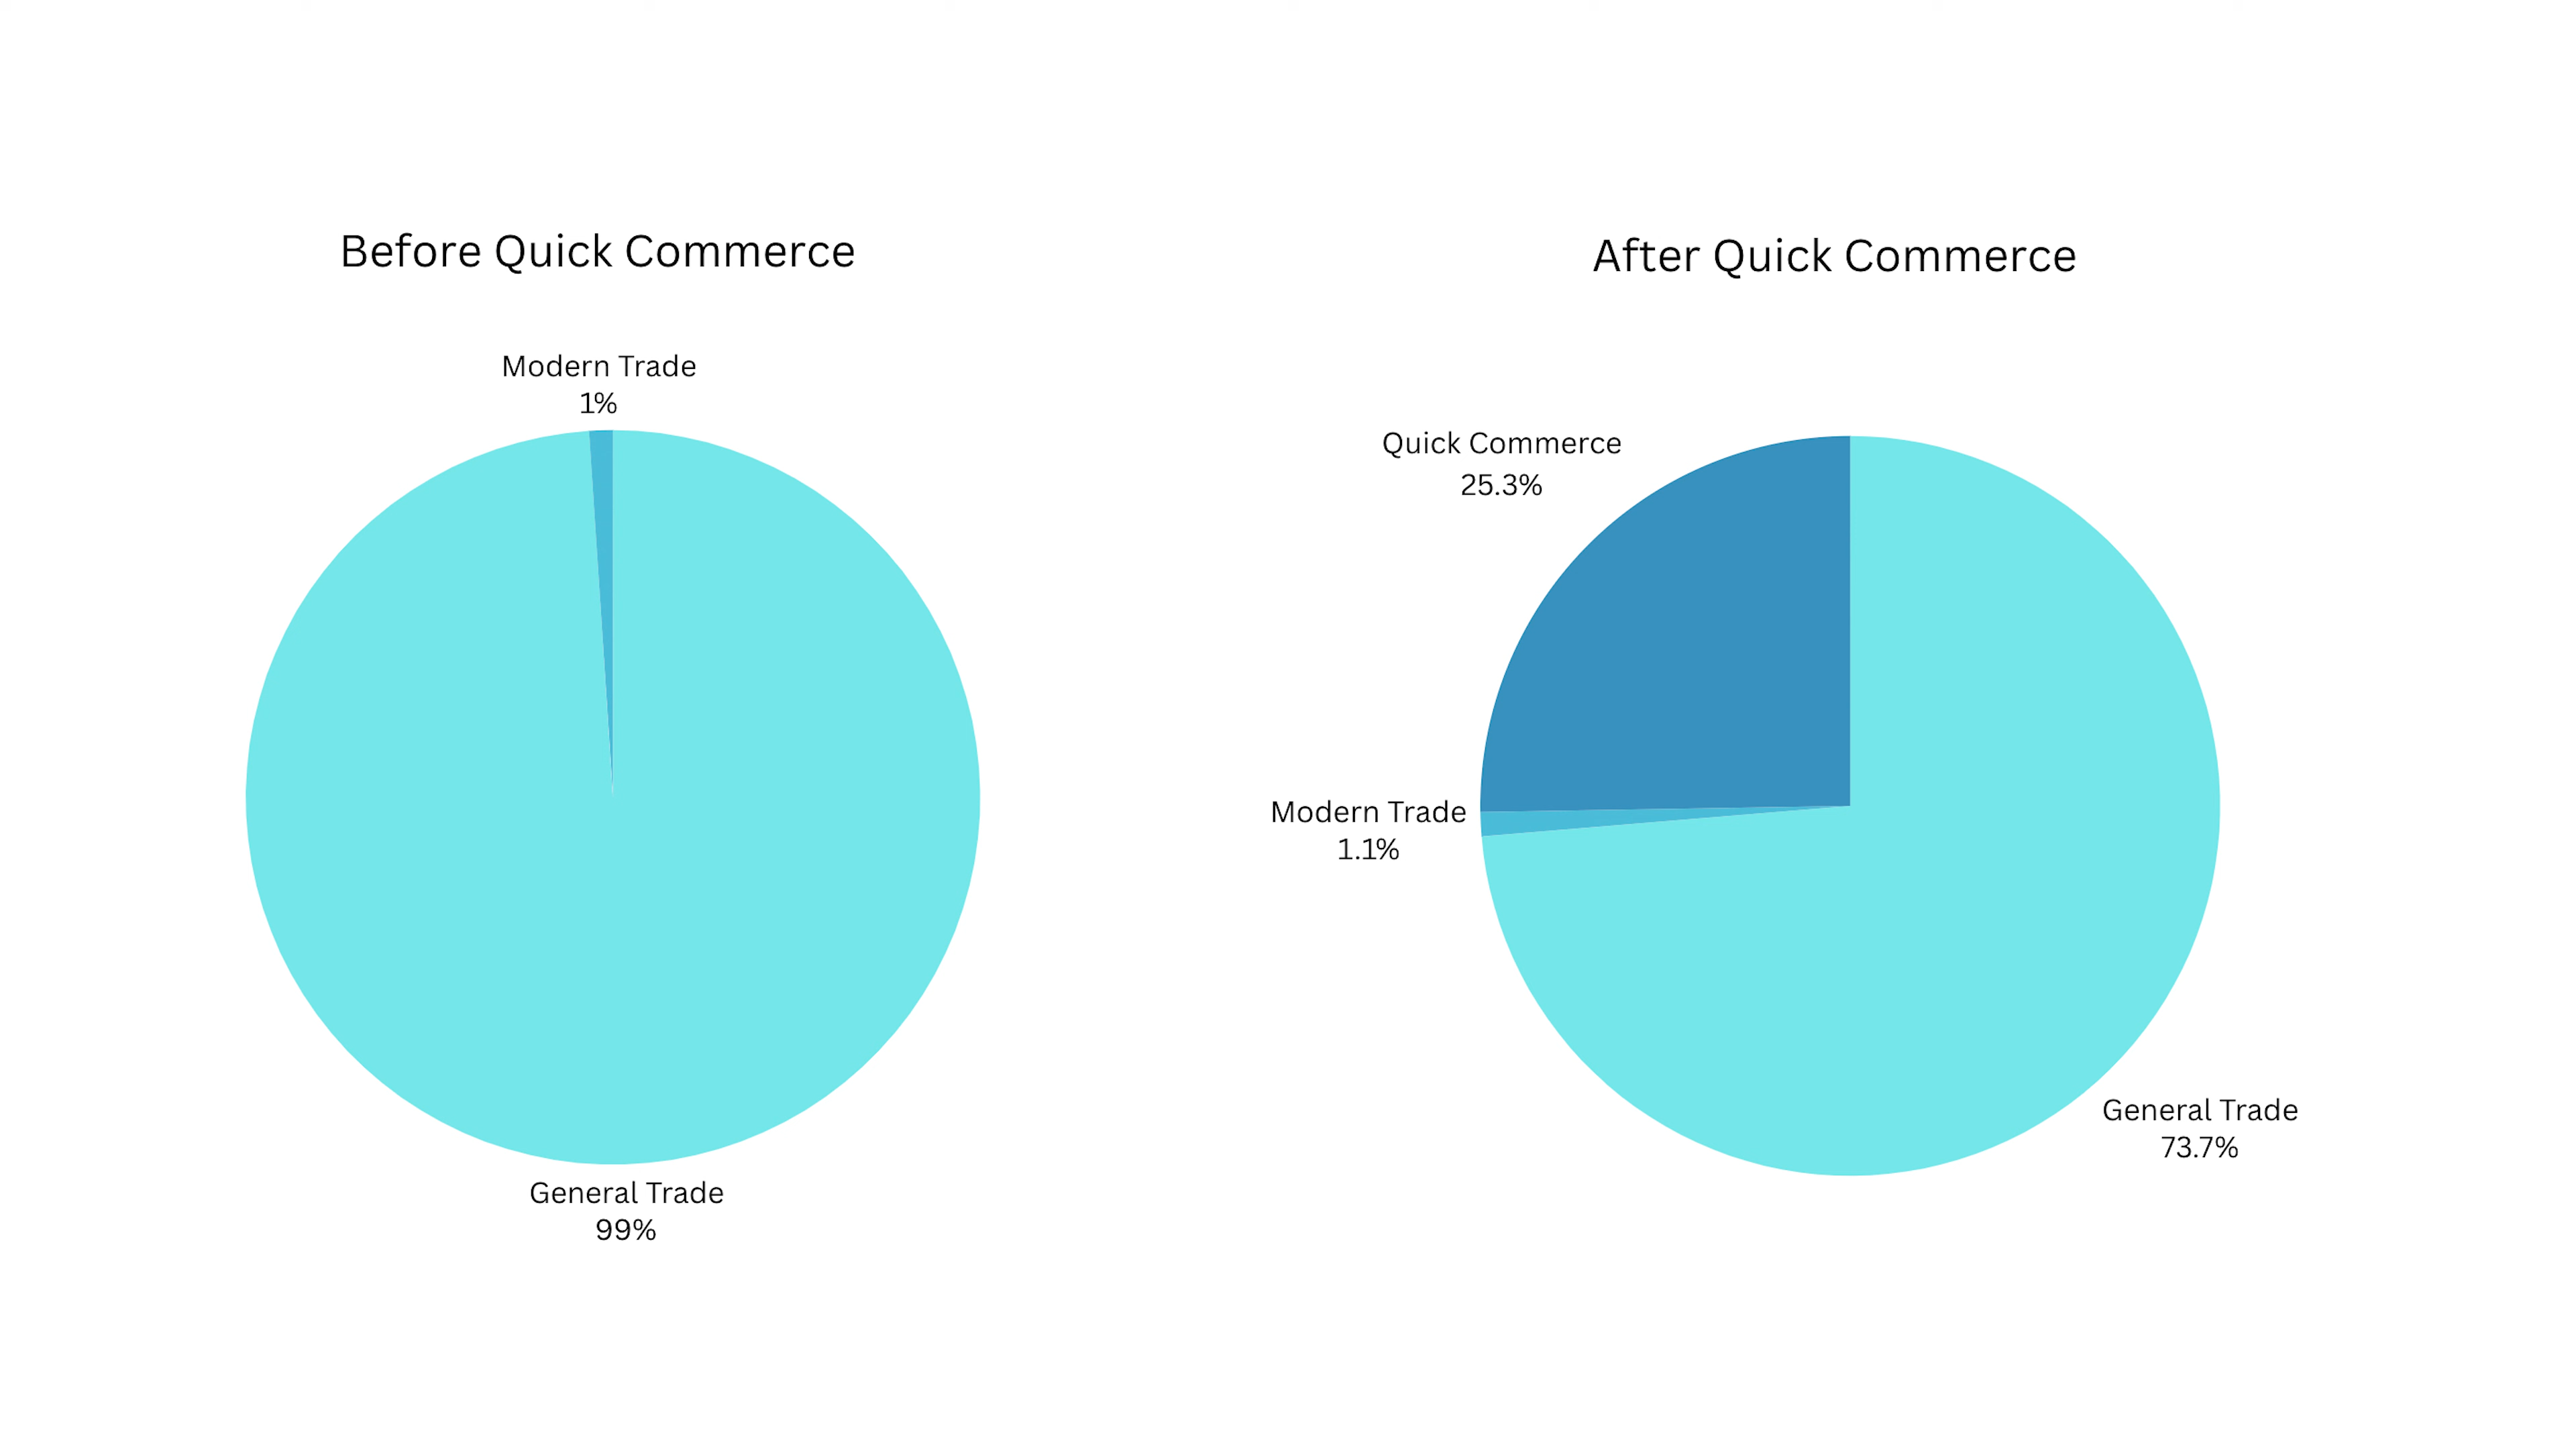 Before Quick Commerce
Modern Trade
1%
General Trade
99%
After Quick Commerce
Quick Commerce
25.3%
Modern Trade
1.1%
General Trade
73.7%